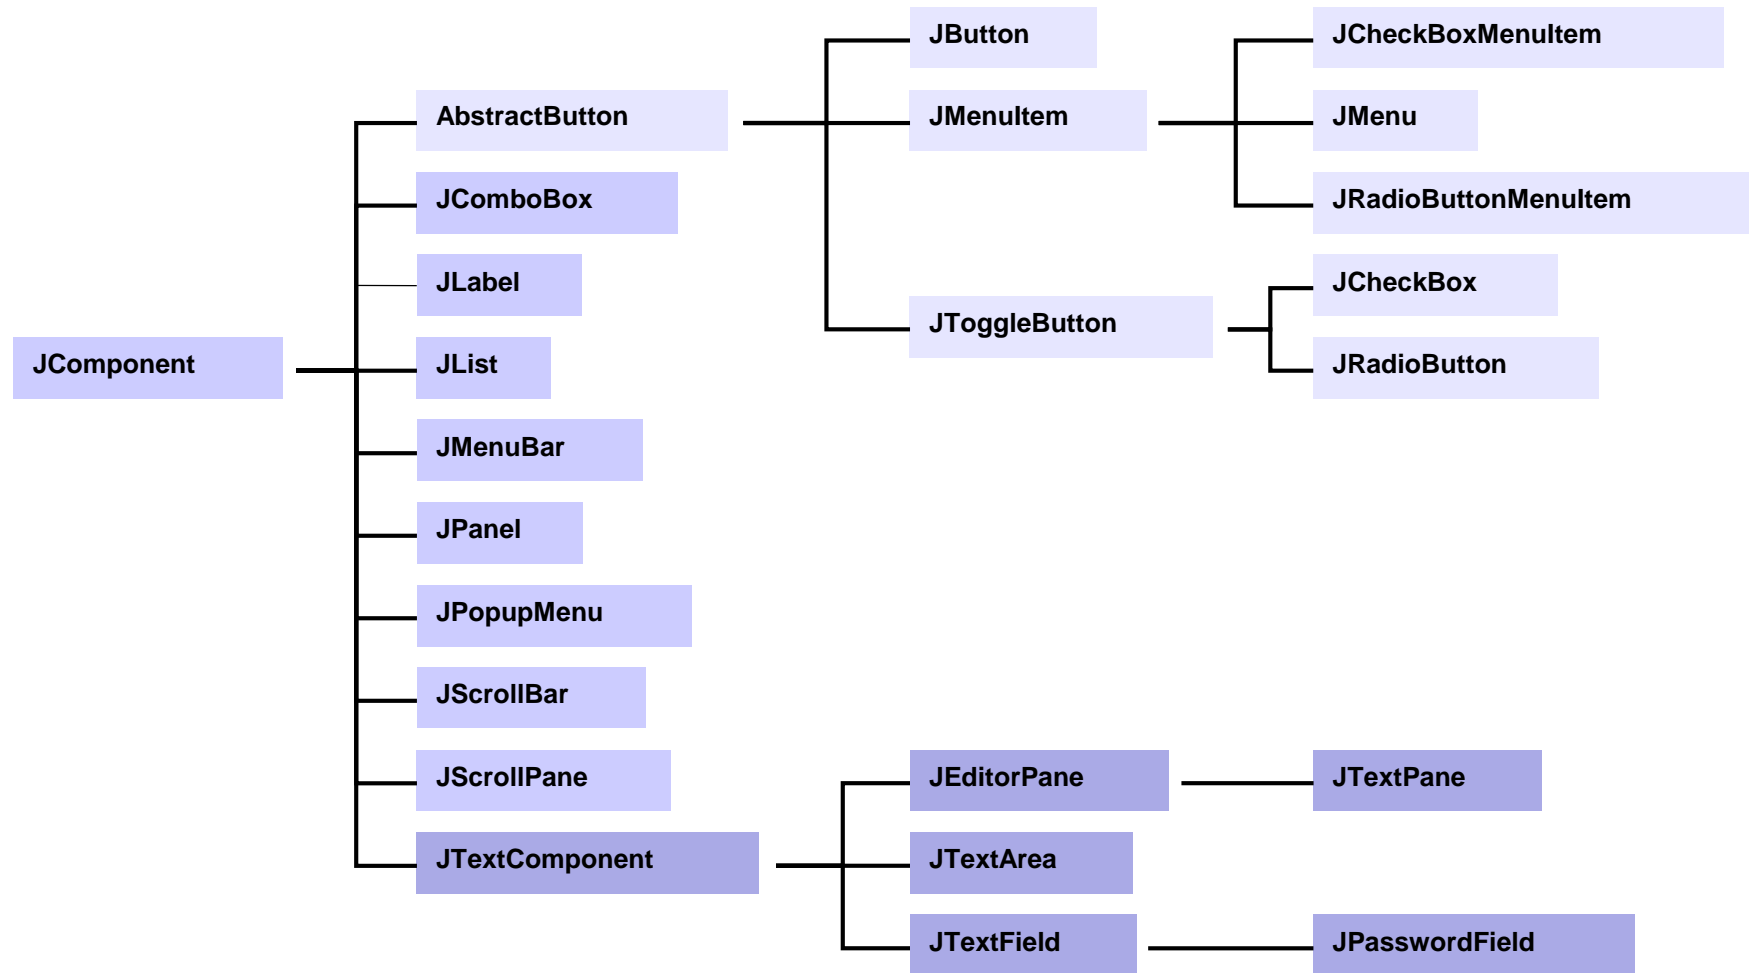 JButton
JCheckBoxMenuItem
AbstractButton
JMenuItem
JMenu
JComboBox
JRadioButtonMenuItem
JLabel
JCheckBox
JToggleButton
JComponent
JList
JRadioButton
JMenuBar
JPanel
JPopupMenu
JScrollBar
JScrollPane
JEditorPane
JTextPane
JTextComponent
JTextArea
JTextField
JPasswordField